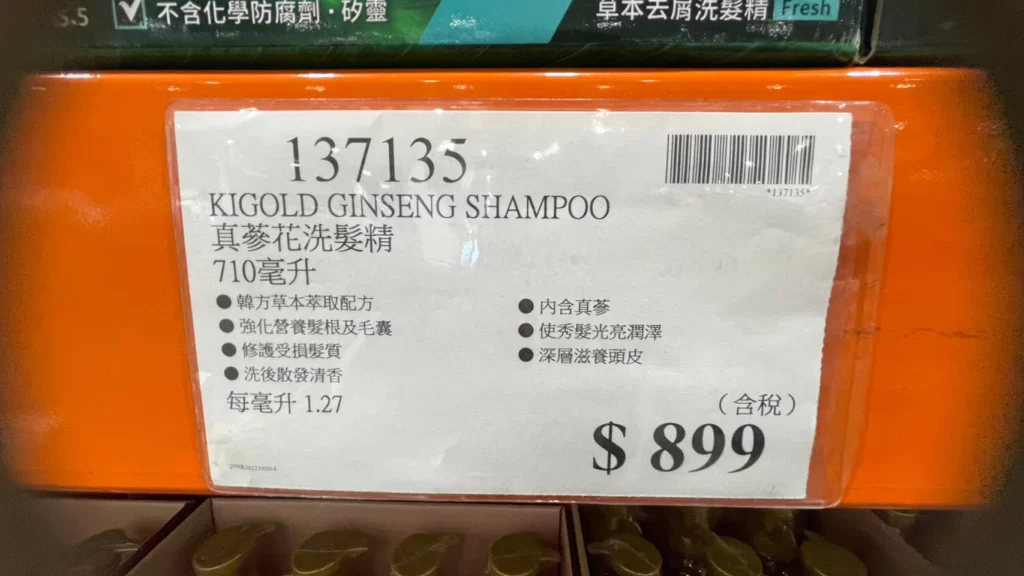 5.5
不含化學防腐劑·矽靈
草本去屑洗髮精 Fresh
137135
*137135*
KIGOLD GINSENG SHAMPOO
真蔘花洗髮精
710毫升
●韓方草本萃取配方
●強化營養髮根及毛囊
●修護受損髮質
●洗後散發清香
●內含真蔘
●使秀髮光亮潤澤
●深層滋養頭皮
每毫升 1.27
(含稅)
$ 899